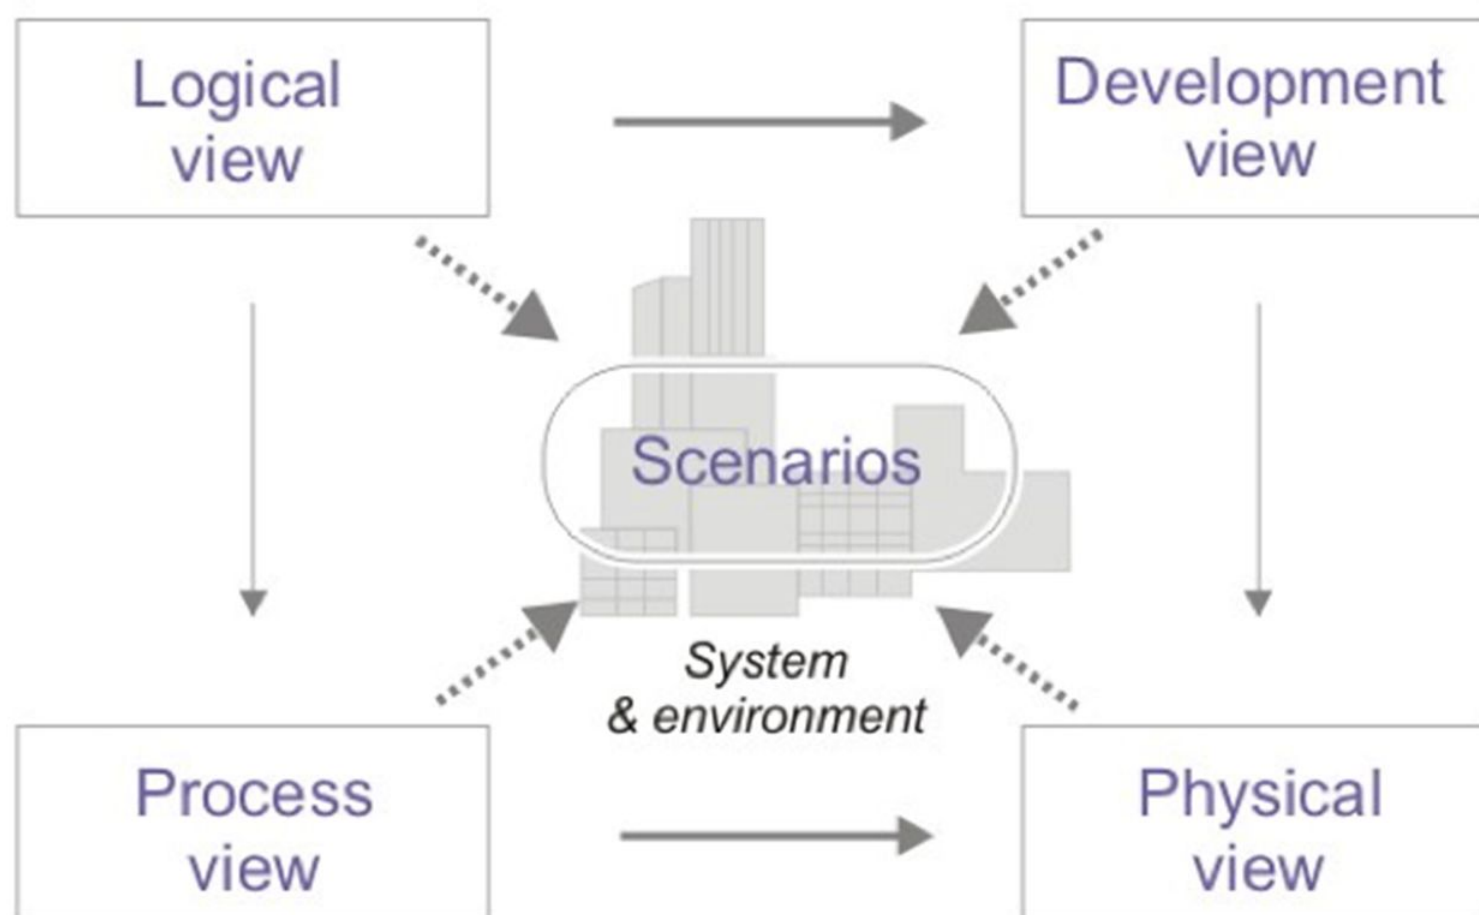 Logical
view
Development
view
Scenarios
System
& environment
Process
view
Physical
view